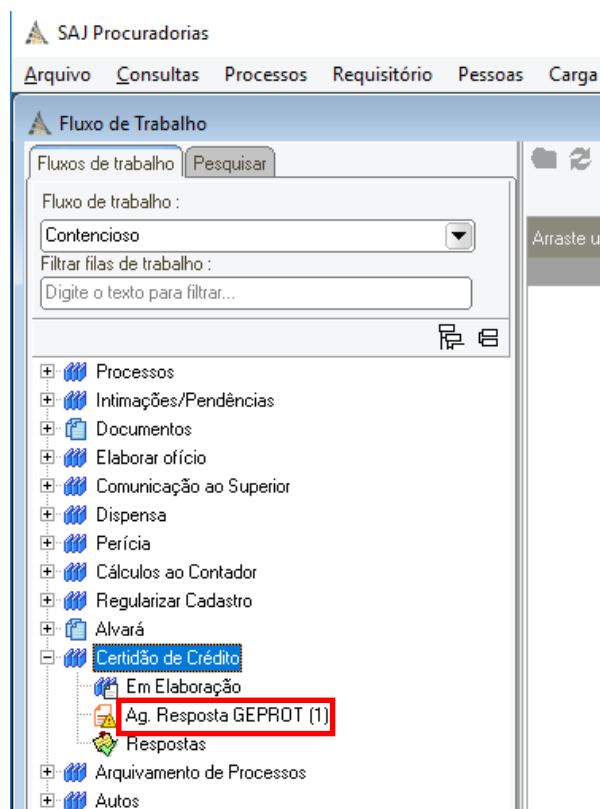 SAJ Procuradorias
Arquivo Consultas Processos Requisitório Pessoas Carga
Fluxo de Trabalho
Fluxos de trabalho Pesquisar
Fluxo de trabalho :
Contencioso
Arraste u
Filtrar filas de trabalho :
Digite o texto para filtrar...
Processos
Intimações/Pendências
Documentos
Elaborar ofício
Comunicação ao Superior
Dispensa
Perícia
Cálculos ao Contador
Regularizar Cadastro
Alvará
Certidão de Crédito
Em Elaboração
Ag. Resposta GEPROT (1)
Respostas
Arquivamento de Processos
Autos